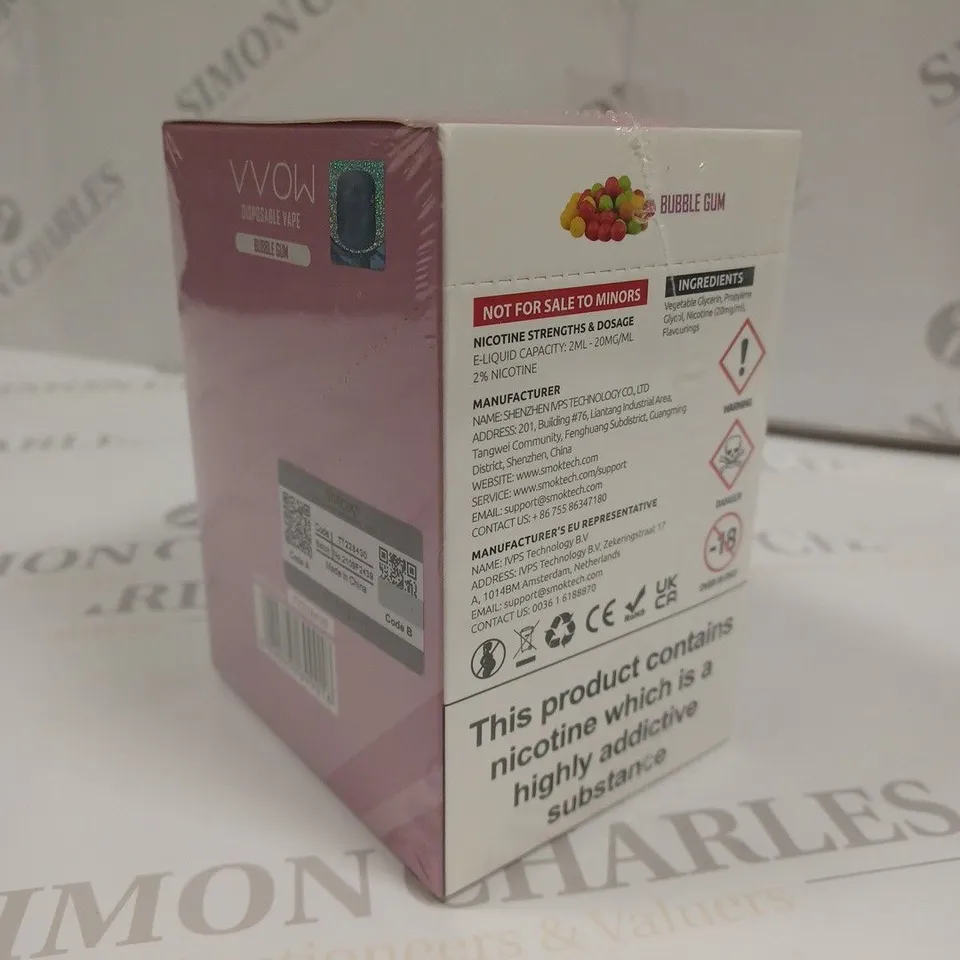 SIMON
SIMON CHARLES
VVOW
DISPOSABLE VAPE
BUBBLE GUM
BUBBLE GUM
NOT FOR SALE TO MINORS
NICOTINE STRENGTHS & DOSAGE
E-LIQUID CAPACITY: 2ML - 20MG/ML
2% NICOTINE
INGREDIENTS
Vegetable Glycerin, Propylene
Glycol, Nicotine (20mg/ml),
Flavourings
MANUFACTURER
NAME: SHENZHEN IVPS TECHNOLOGY CO., LTD
ADDRESS: 201, Building #76, Liantang Industrial Area,
Tangwei Community, Fenghuang Subdistrict, Guangming
District, Shenzhen, China
WEBSITE: www.smoktech.com
SERVICE: www.smoktech.com/support
EMAIL: support@smoktech.com
CONTACT US: + 86 755 86347180
MANUFACTURER'S EU REPRESENTATIVE
NAME: IVPS Technology B.V
ADDRESS: IVPS Technology B.V, Zekeringstraat 17
A, 1014BM Amsterdam, Netherlands
EMAIL: support@smoktech.com
CONTACT US: 0036 1 6188870
WARNING
DANGER
-18
CE
RoHS
UK
CA
Made in China
Code A
Code B
This product contains
nicotine which is a
highly addictive
substance
SIMON CHARLES
Auctioneers & Valuers